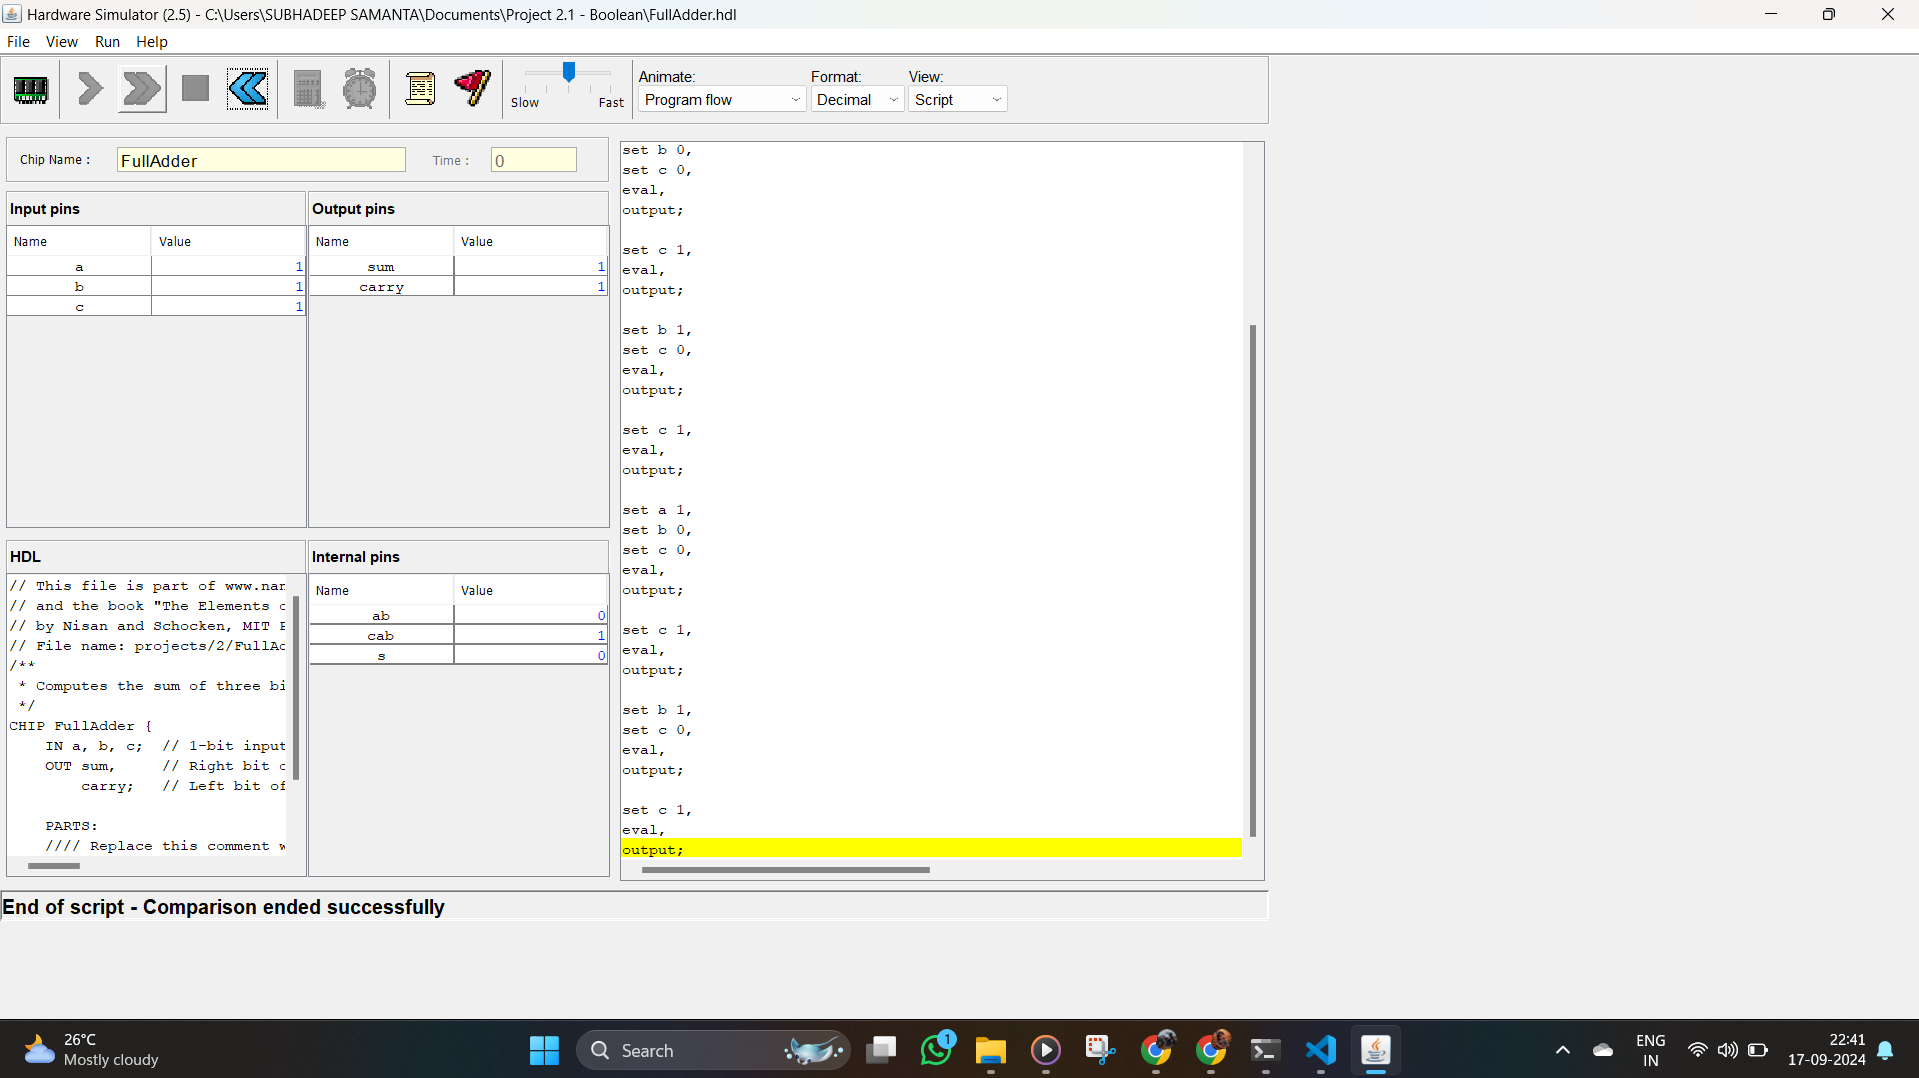 Hardware Simulator (2.5) - C:\Users\SUBHADEEP SAMANTA\Documents\Project 2.1 - Boolean\FullAdder.hdl
File View Run Help
Slow Fast
Animate: Format: View:
Program flow Decimal Script
Chip Name : FullAdder Time : 0
Input pins
Name Value
a 1
b 1
c 1
Output pins
Name Value
sum 1
carry 1
HDL
// This file is part of www.nan
// and the book "The Elements o
// by Nisan and Schocken, MIT P
// File name: projects/2/FullAd
/**
* Computes the sum of three bi
*/
CHIP FullAdder {
IN a, b, c; // 1-bit input
OUT sum, // Right bit o
carry; // Left bit of
PARTS:
//// Replace this comment w
Internal pins
Name Value
ab 0
cab 1
s 0
set b 0,
set c 0,
eval,
output;
set c 1,
eval,
output;
set b 1,
set c 0,
eval,
output;
set c 1,
eval,
output;
set a 1,
set b 0,
set c 0,
eval,
output;
set c 1,
eval,
output;
set b 1,
set c 0,
eval,
output;
set c 1,
eval,
output;
End of script - Comparison ended successfully
26°C
Mostly cloudy
Search
1
ENG
IN
22:41
17-09-2024